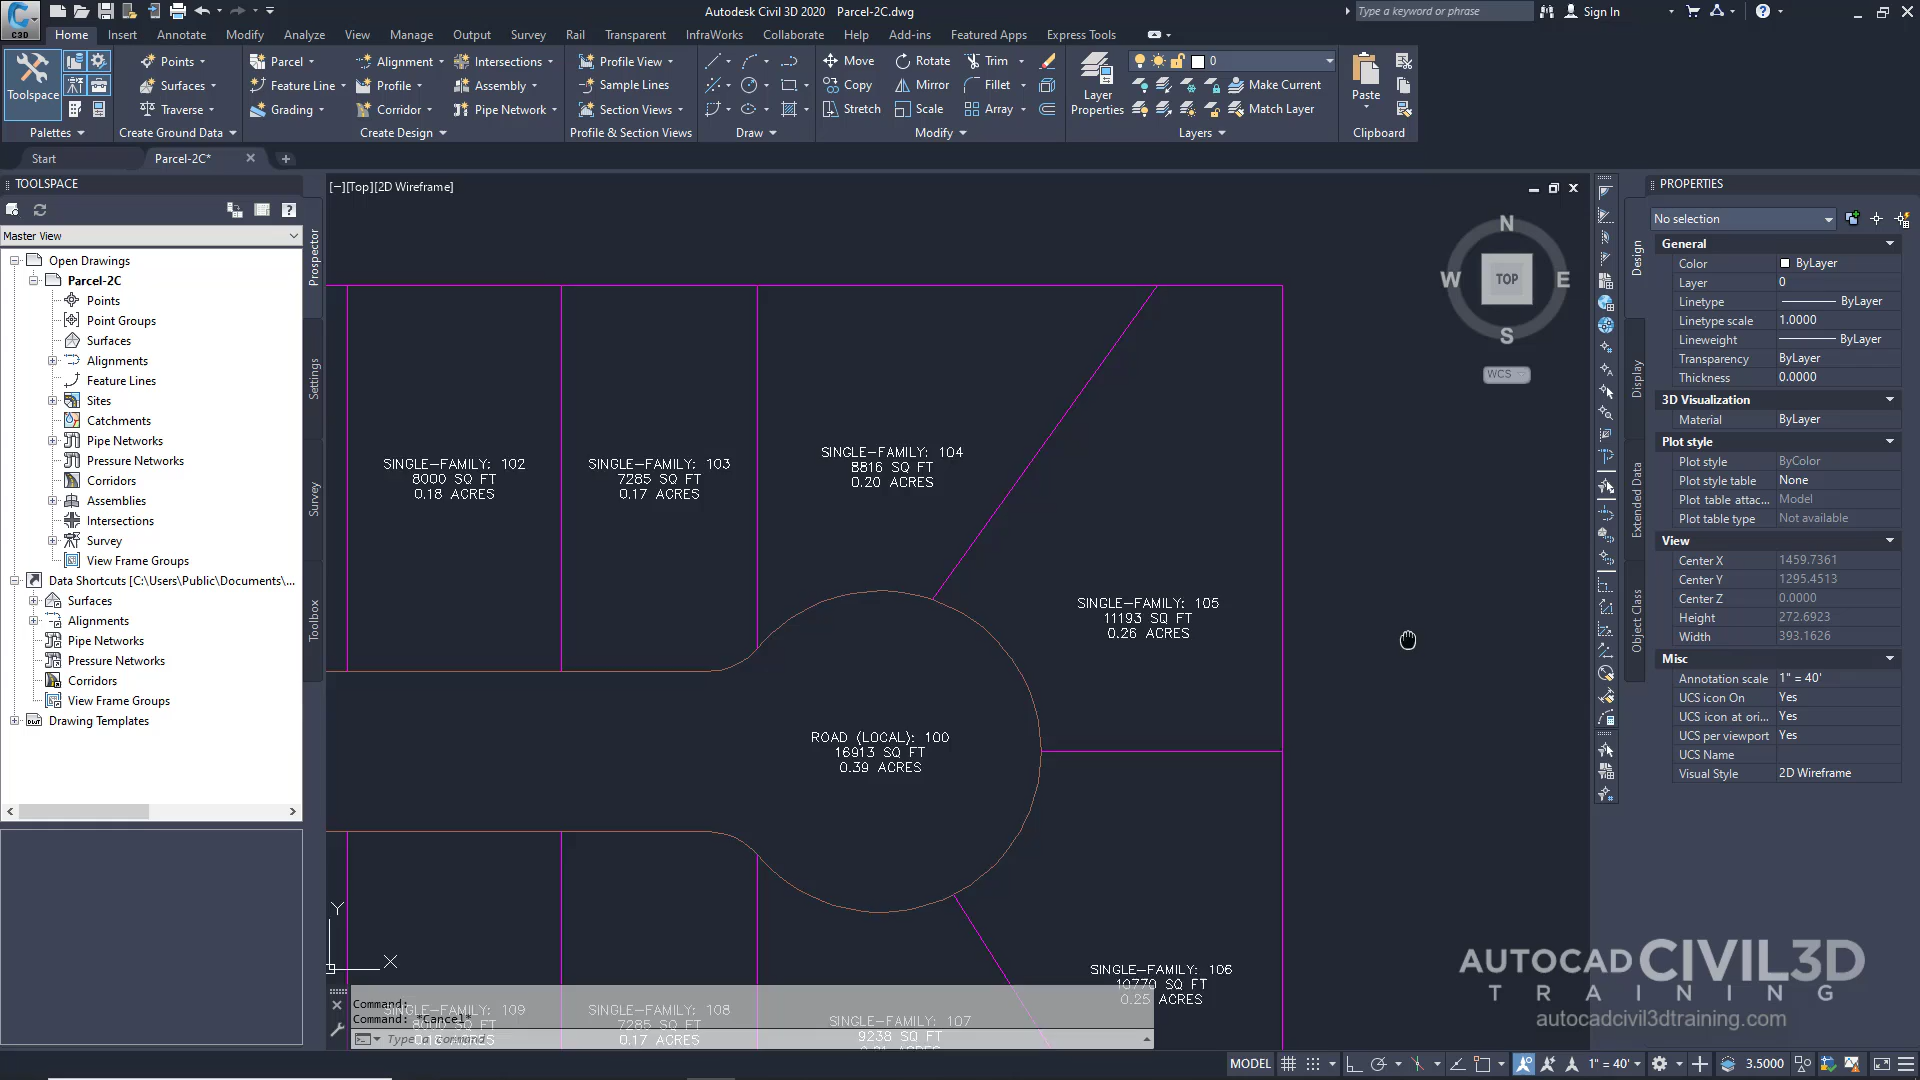 Autodesk Civil 3D 2020 Parcel-2C.dwg
Type a keyword or phrase
Sign In
C3D
Home Insert Annotate Modify Analyze View Manage Output Survey Rail Transparent InfraWorks Collaborate Help Add-ins Featured Apps Express Tools
Toolspace
Palettes
Points
Surfaces
Traverse
Create Ground Data
Parcel
Feature Line
Grading
Alignment
Profile
Corridor
Intersections
Assembly
Pipe Network
Create Design
Profile View
Sample Lines
Section Views
Profile & Section Views
Draw
Move
Copy
Stretch
Rotate
Mirror
Scale
Trim
Fillet
Array
Modify
Layer
Properties
0
Make Current
Match Layer
Layers
Paste
Clipboard
Start
Parcel-2C*
TOOLSPACE
Master View
Open Drawings
Parcel-2C
Points
Point Groups
Surfaces
Alignments
Feature Lines
Sites
Catchments
Pipe Networks
Pressure Networks
Corridors
Assemblies
Intersections
Survey
View Frame Groups
Data Shortcuts [C:\Users\Public\Documents\...
Surfaces
Alignments
Pipe Networks
Pressure Networks
Corridors
View Frame Groups
Drawing Templates
Prospector
Settings
Survey
Toolbox
[−][Top][2D Wireframe]
N
W TOP E
S
WCS
SINGLE-FAMILY: 102
8000 SQ FT
0.18 ACRES
SINGLE-FAMILY: 103
7285 SQ FT
0.17 ACRES
SINGLE-FAMILY: 104
8816 SQ FT
0.20 ACRES
SINGLE-FAMILY: 105
11193 SQ FT
0.26 ACRES
ROAD (LOCAL): 100
16913 SQ FT
0.39 ACRES
SINGLE-FAMILY: 106
10770 SQ FT
0.25 ACRES
SINGLE-FAMILY: 107
9238 SQ FT
SINGLE-FAMILY: 108
7285 SQ FT
0.17 ACRES
SINGLE-FAMILY: 109
8000 SQ FT
Y
X
Command:
Command: *Cancel*
PROPERTIES
No selection
Design
Display
Extended Data
Object Class
General
Color ByLayer
Layer 0
Linetype ByLayer
Linetype scale 1.0000
Lineweight ByLayer
Transparency ByLayer
Thickness 0.0000
3D Visualization
Material ByLayer
Plot style
Plot style ByColor
Plot style table None
Plot table attac... Model
Plot table type Not available
View
Center X 1459.7361
Center Y 1295.4513
Center Z 0.0000
Height 272.6923
Width 393.1626
Misc
Annotation scale 1" = 40'
UCS icon On Yes
UCS icon at ori... Yes
UCS per viewport Yes
UCS Name
Visual Style 2D Wireframe
AUTOCAD CIVIL3D
TRAINING
autocadcivil3dtraining.com
MODEL
1" = 40'
3.5000